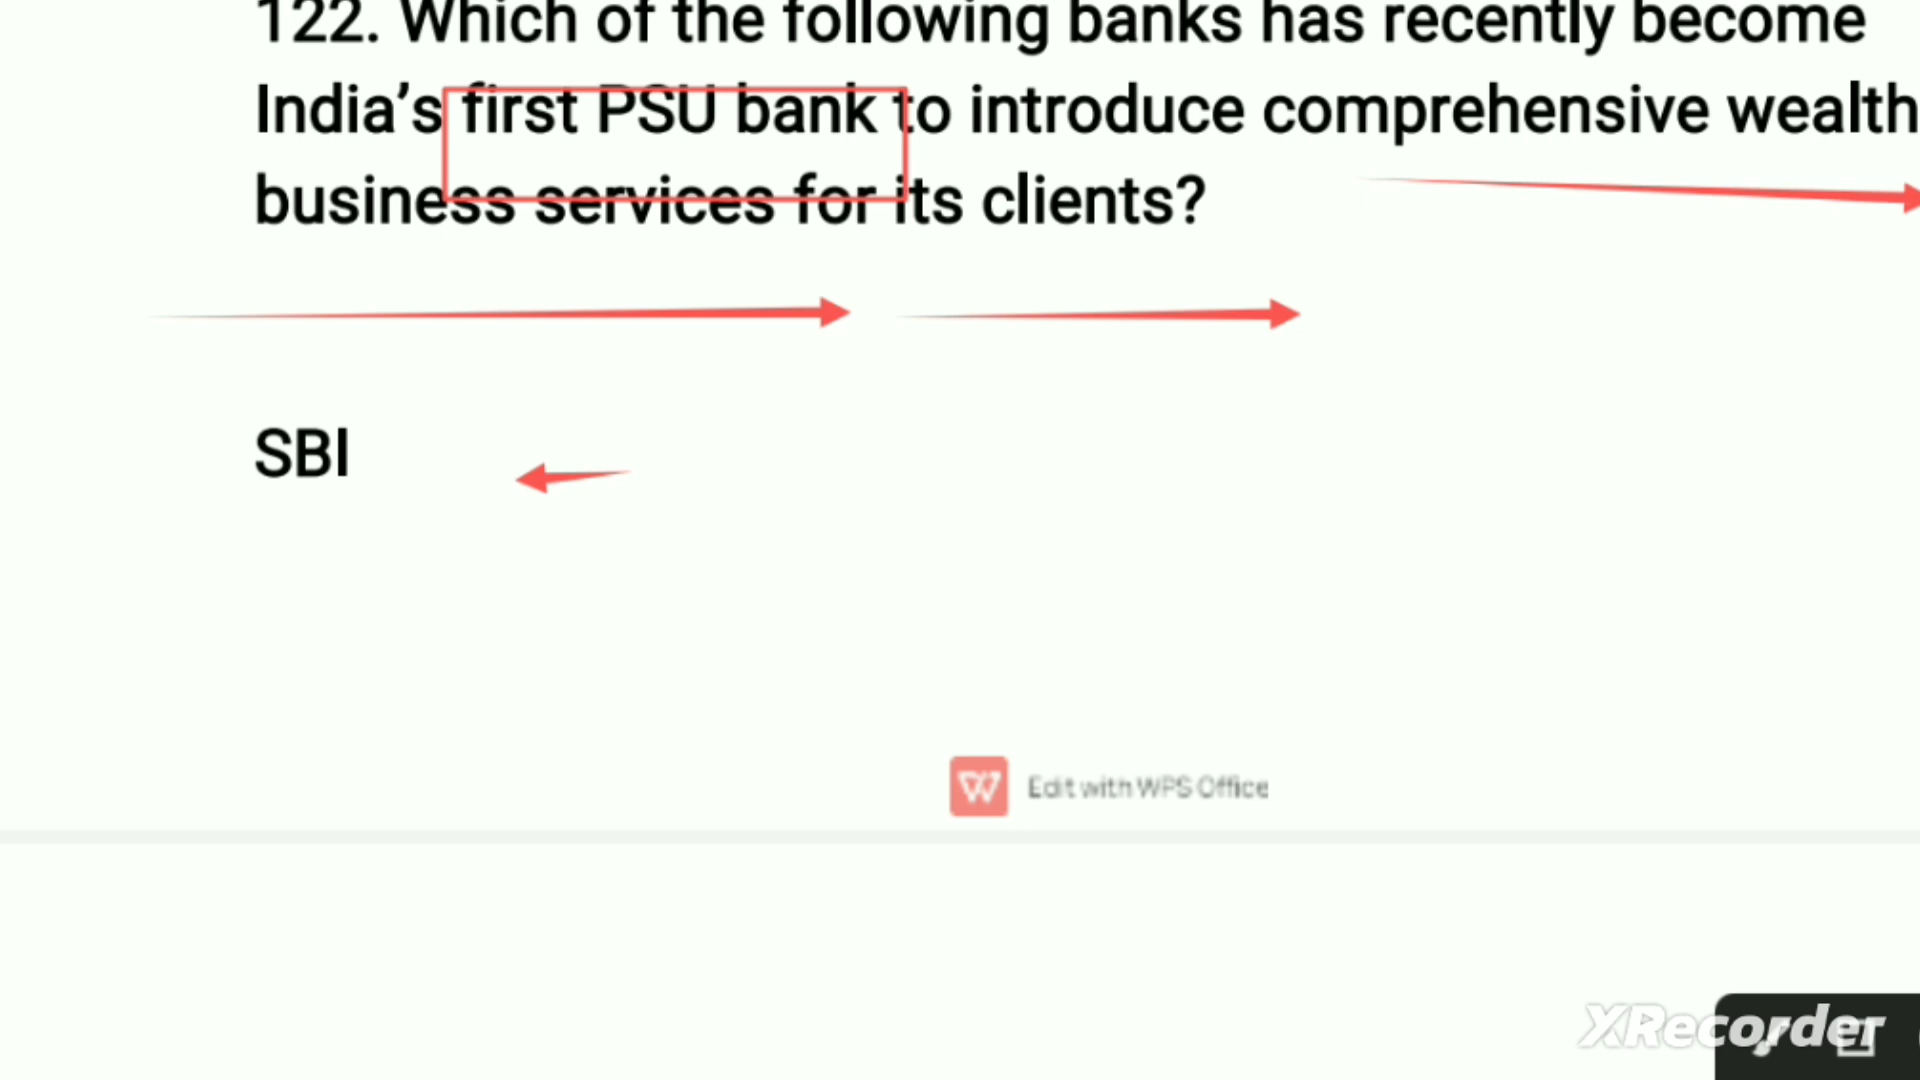 122. Which of the following banks has recently become
India’s first PSU bank to introduce comprehensive wealth
business services for its clients?
SBI
Edit with WPS Office
XRecorder